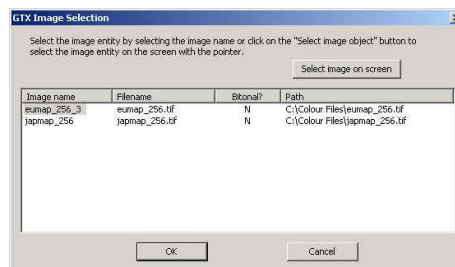 GTX Image Selection
Select the image entity by selecting the image name or click on the "Select image object" button to
select the image entity on the screen with the pointer.
Select image on screen
Image name Filename Bitonal? Path
eumap_256_3 eumap_256.tif N C:\Colour Files\eumap_256.tif
japmap_256 japmap_256.tif N C:\Colour Files\japmap_256.tif
OK Cancel